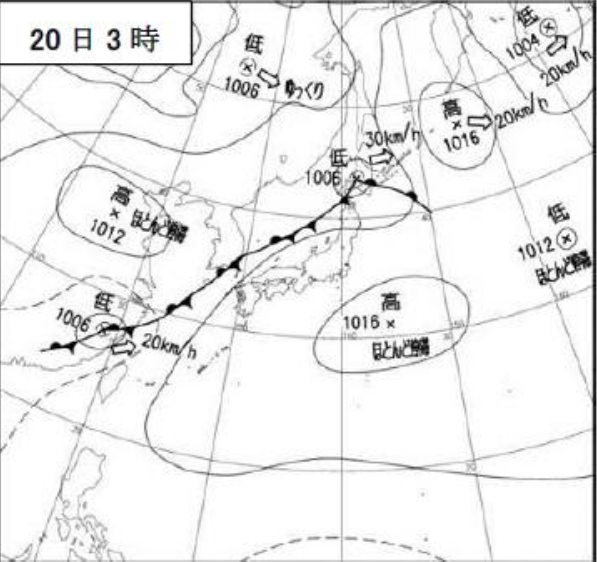 20日3時
低
1006
ゆっくり
低
1004
20km/h
高
1016
20km/h
30km/h
低
1006
高
1012
ほとんど停滞
低
1012
ほとんど停滞
低
1006
20km/h
高
1016
ほとんど停滞